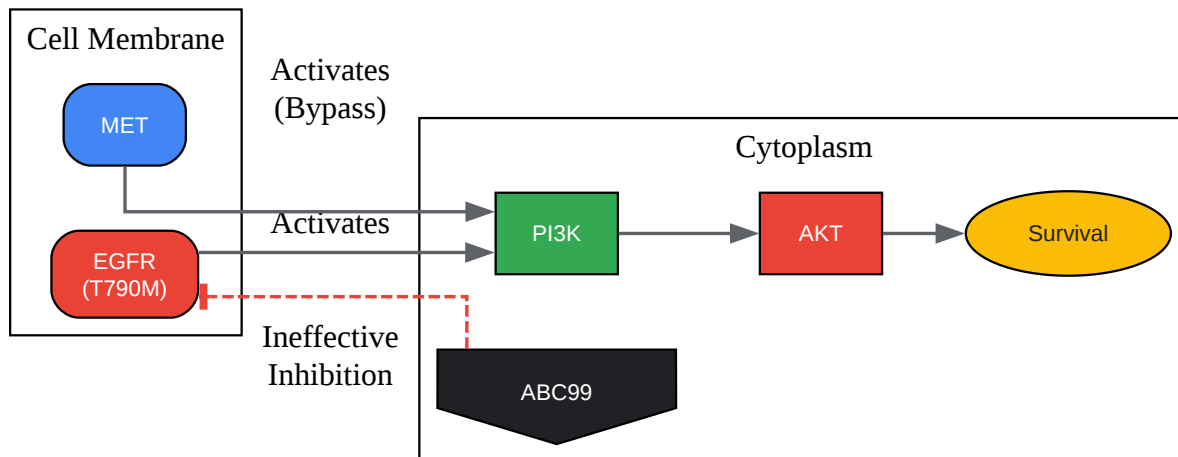 Cell Membrane
Activates
(Bypass)
MET
Cytoplasm
Activates
PI3K
AKT
Survival
EGFR
(T790M)
Ineffective
Inhibition
ABC99